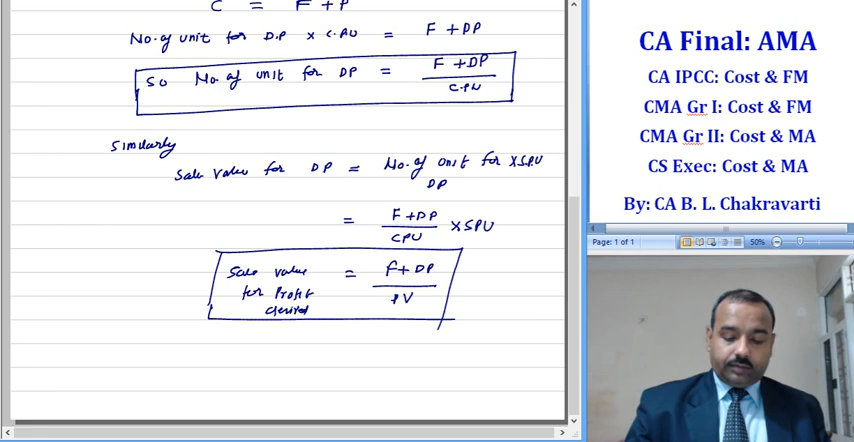 C = F + P
No. of unit for D.P x C.P.U = F + DP
So No. of unit for DP = F + DP
C.P.U
Similarly
Sale Value for DP = No. of unit for x SPU
DP
= F + DP x SPU
CPU
Sale value = F + DP
for Profit PV
desired
CA Final: AMA
CA IPCC: Cost & FM
CMA Gr I: Cost & FM
CMA Gr II: Cost & MA
CS Exec: Cost & MA
By: CA B. L. Chakravarti
Page: 1 of 1 50%